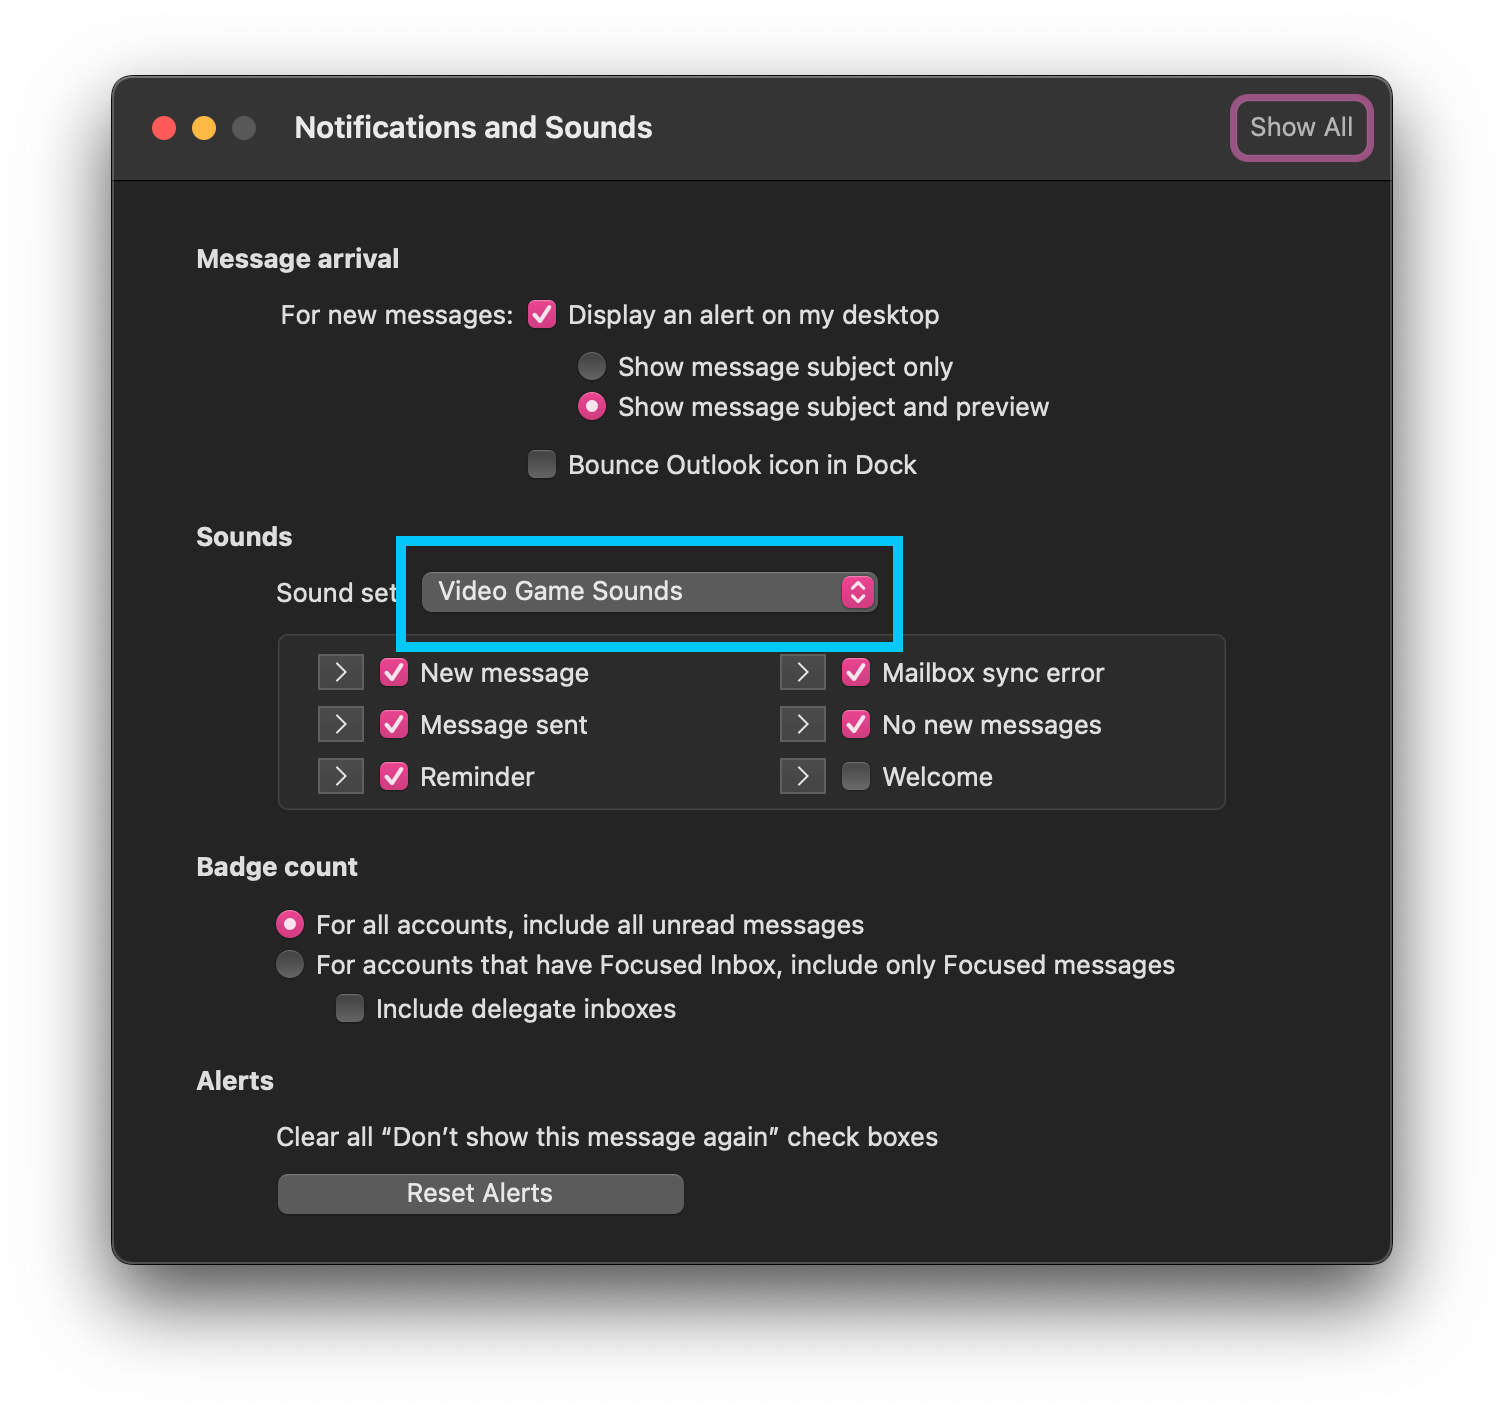 Notifications and Sounds
Show All
Message arrival
For new messages: Display an alert on my desktop
Show message subject only
Show message subject and preview
Bounce Outlook icon in Dock
Sounds
Sound set Video Game Sounds
New message Mailbox sync error
Message sent No new messages
Reminder Welcome
Badge count
For all accounts, include all unread messages
For accounts that have Focused Inbox, include only Focused messages
Include delegate inboxes
Alerts
Clear all “Don’t show this message again” check boxes
Reset Alerts